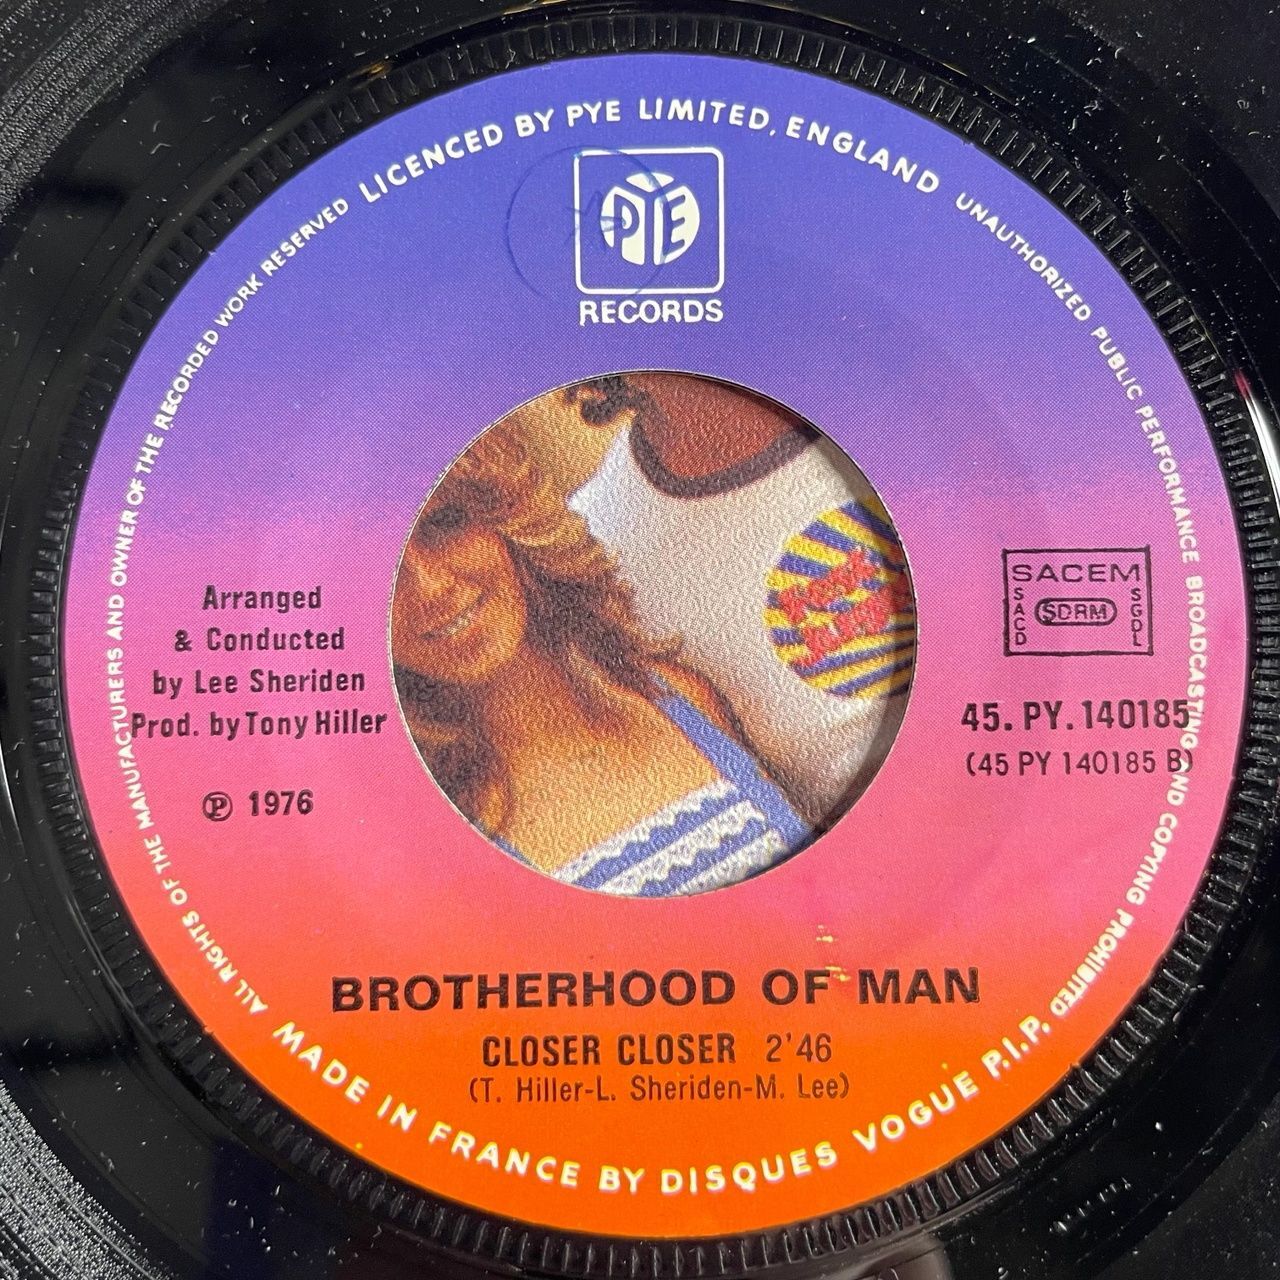 ALL RIGHTS OF THE MANUFACTURERS AND OWNER OF THE RECORDED WORK RESERVED LICENCED BY PYE LIMITED, ENGLAND UNAUTHORIZED PUBLIC PERFORMANCE BROADCASTING AND COPYING PROHIBITED
PYE
RECORDS
Arranged
& Conducted
by Lee Sheriden
Prod. by Tony Hiller
℗ 1976
SACEM
SACD
SDRM
SGDL
45. PY. 140185
(45 PY 140185 B)
BROTHERHOOD OF MAN
CLOSER CLOSER 2'46
(T. Hiller-L. Sheriden-M. Lee)
MADE IN FRANCE BY DISQUES VOGUE P.I.P.